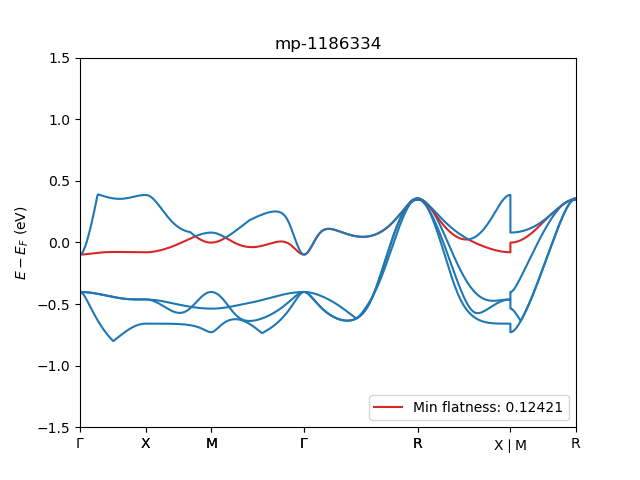 mp-1186334
1.5
1.0
0.5
0.0
−0.5
−1.0
−1.5
E − E_F (eV)
Γ X M Γ R X | M R
Min flatness: 0.12421